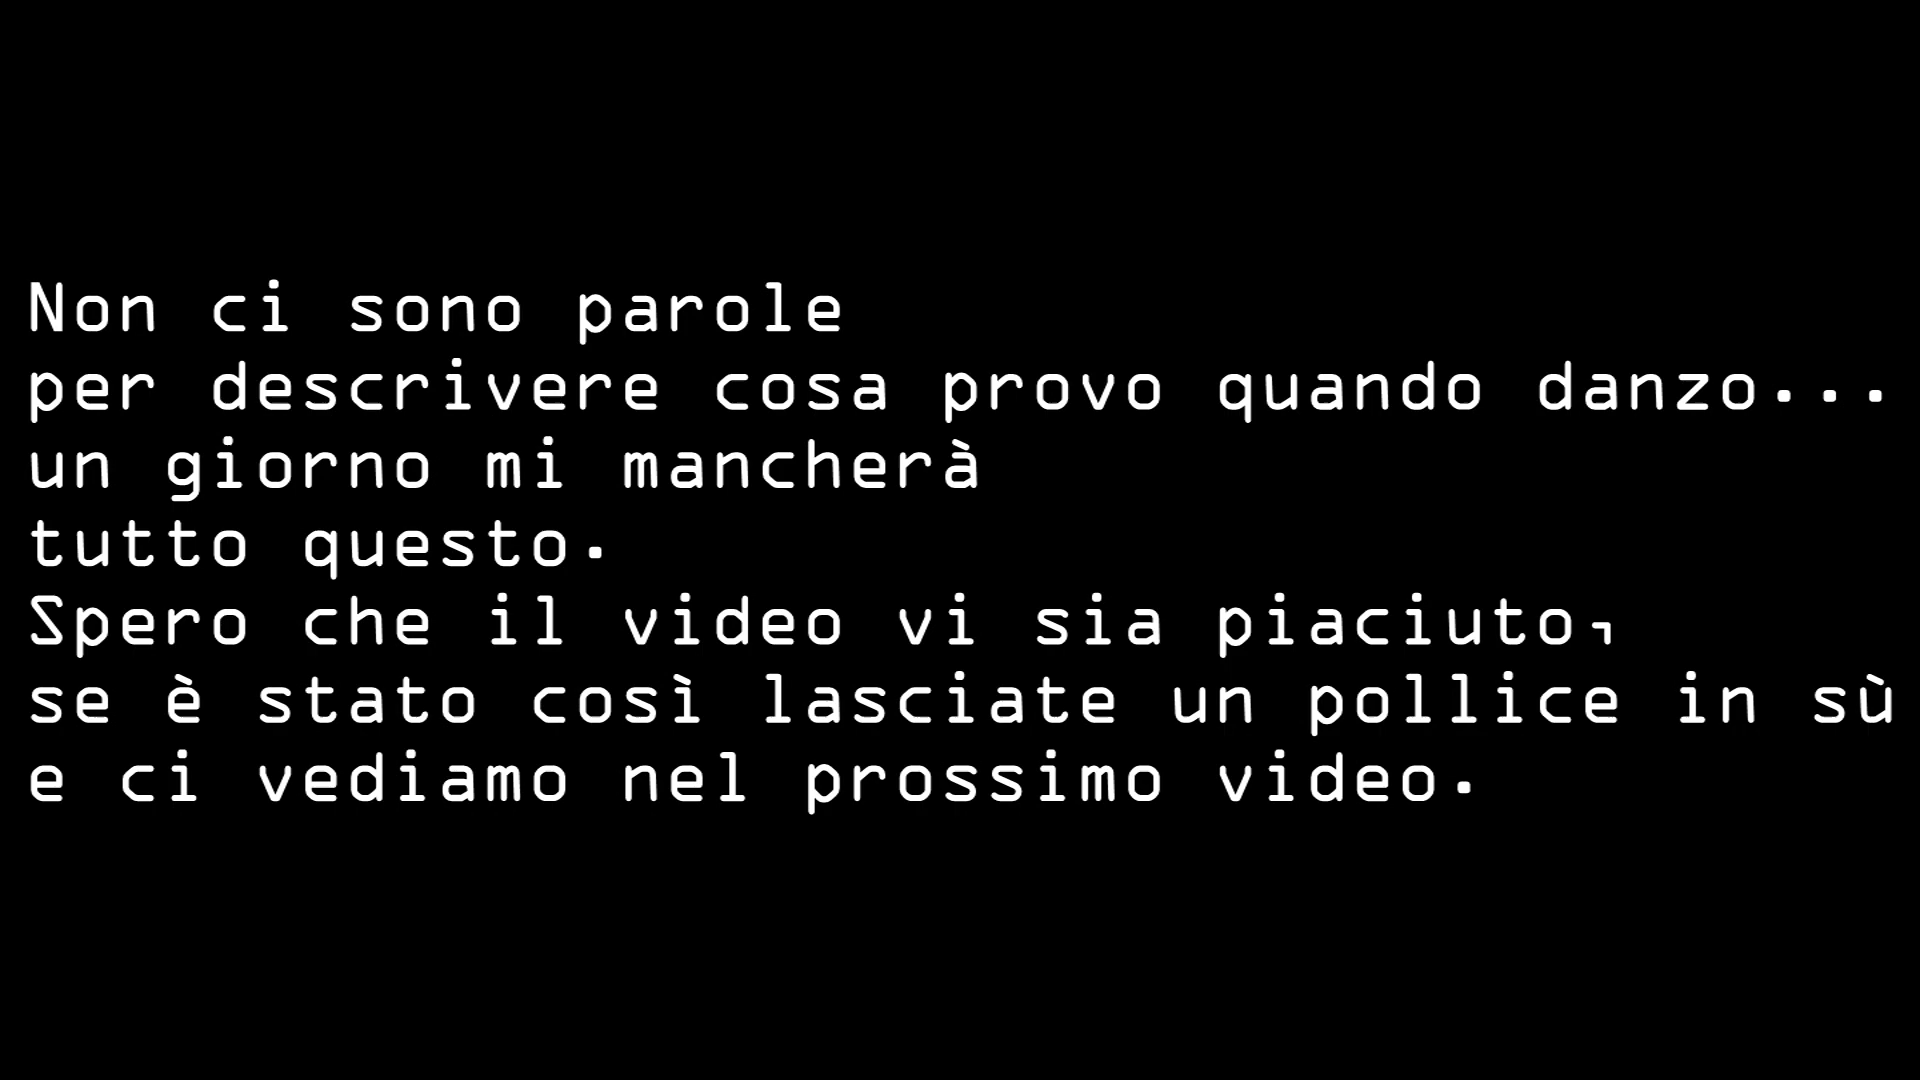 Non ci sono parole
per descrivere cosa provo quando danzo...
un giorno mi mancherà
tutto questo.
Spero che il video vi sia piaciuto,
se è stato così lasciate un pollice in sù
e ci vediamo nel prossimo video.